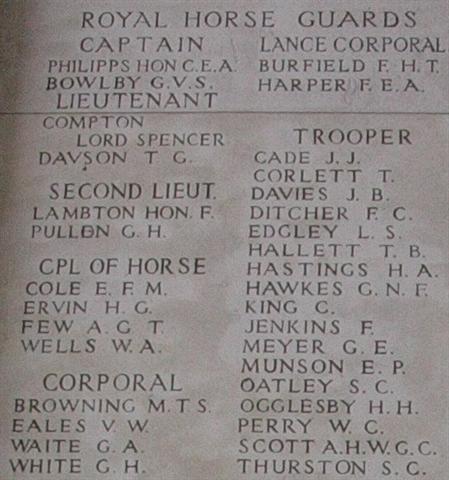 ROYAL HORSE GUARDS
CAPTAIN
PHILIPPS HON C.E.A.
BOWLBY G.V.S.
LIEUTENANT
COMPTON
LORD SPENCER
DAVSON T. G.
SECOND LIEUT.
LAMBTON HON. F.
PULLEN G. H.
CPL OF HORSE
COLE E. F. M.
ERVIN H. G.
FEW A. G. T.
WELLS W. A.
CORPORAL
BROWNING M.T.S.
EALES V. W.
WAITE G. A.
WHITE G. H.
LANCE CORPORAL
BURFIELD F. H. T.
HARPER F. E. A.
TROOPER
CADE J. J.
CORLETT T.
DAVIES J. B.
DITCHER F. C.
EDGLEY L. S.
HALLETT T. B.
HASTINGS H. A.
HAWKES G. N. F.
KING C.
JENKINS F.
MEYER G. E.
MUNSON E. P.
OATLEY S. C.
OGGLESBY H. H.
PERRY W. C.
SCOTT A.H.W.G.C.
THURSTON S. C.